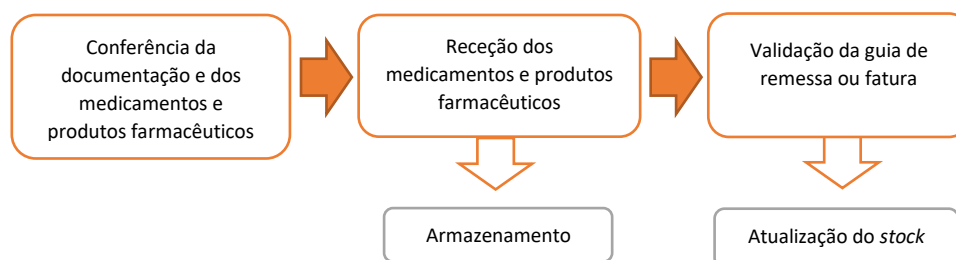 Conferência da
documentação e dos
medicamentos e
produtos farmacêuticos
Receção dos
medicamentos e produtos
farmacêuticos
Validação da guia de
remessa ou fatura
Armazenamento
Atualização do stock